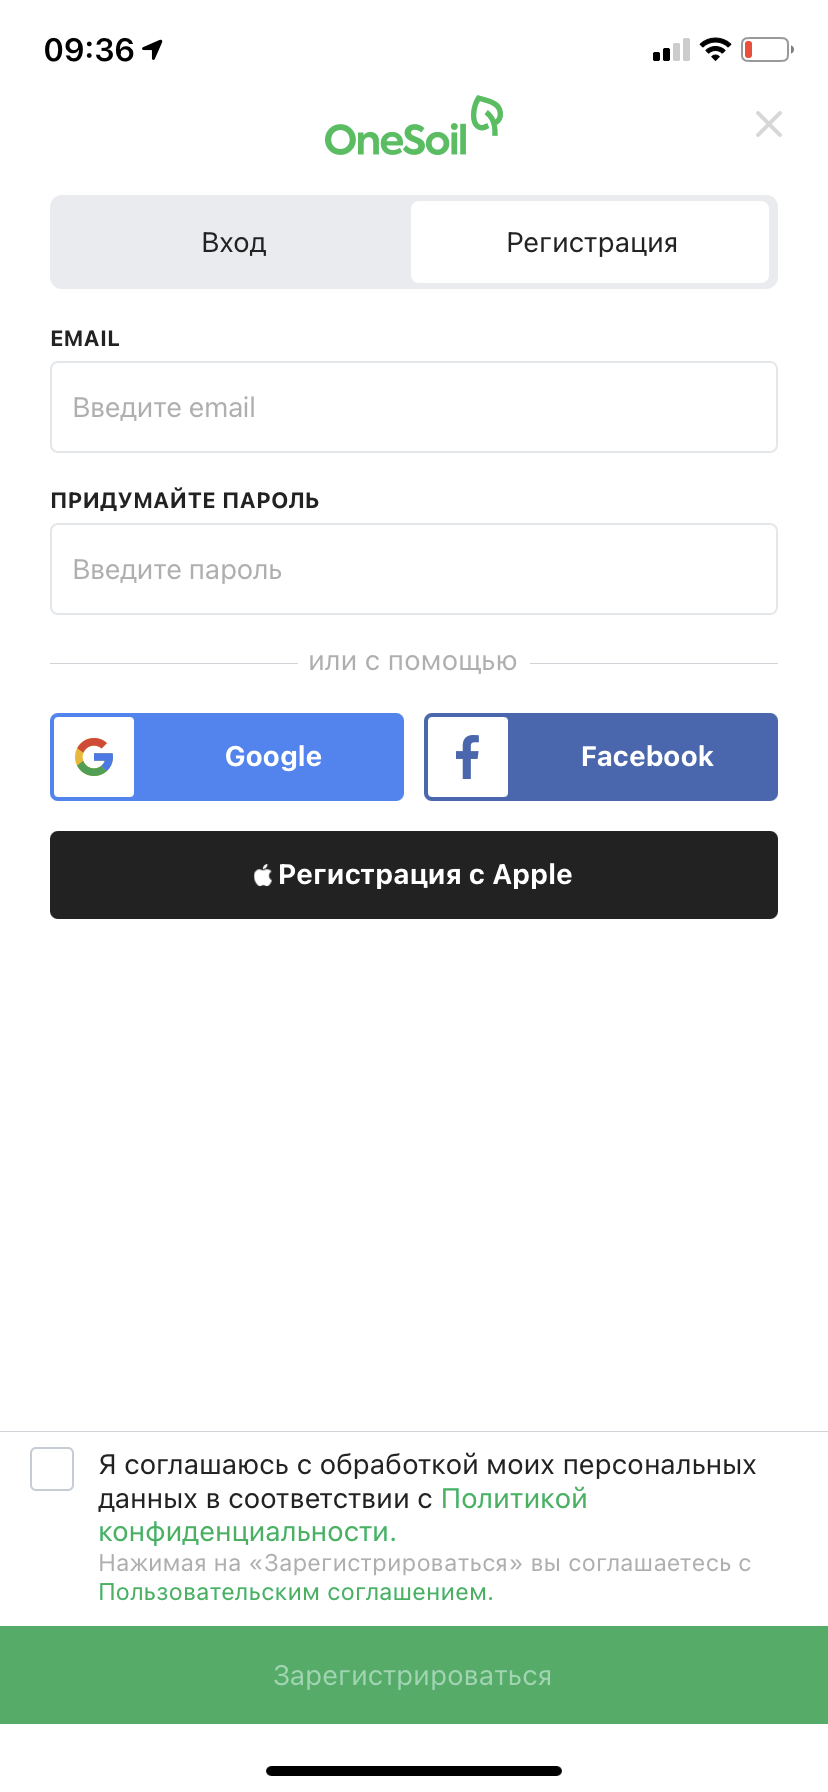 09:36
OneSoil
Вход
Регистрация
EMAIL
Введите email
ПРИДУМАЙТЕ ПАРОЛЬ
Введите пароль
или с помощью
Google
Facebook
Регистрация с Apple
Я соглашаюсь с обработкой моих персональных
данных в соответствии с Политикой
конфиденциальности.
Нажимая на «Зарегистрироваться» вы соглашаетесь с
Пользовательским соглашением.
Зарегистрироваться